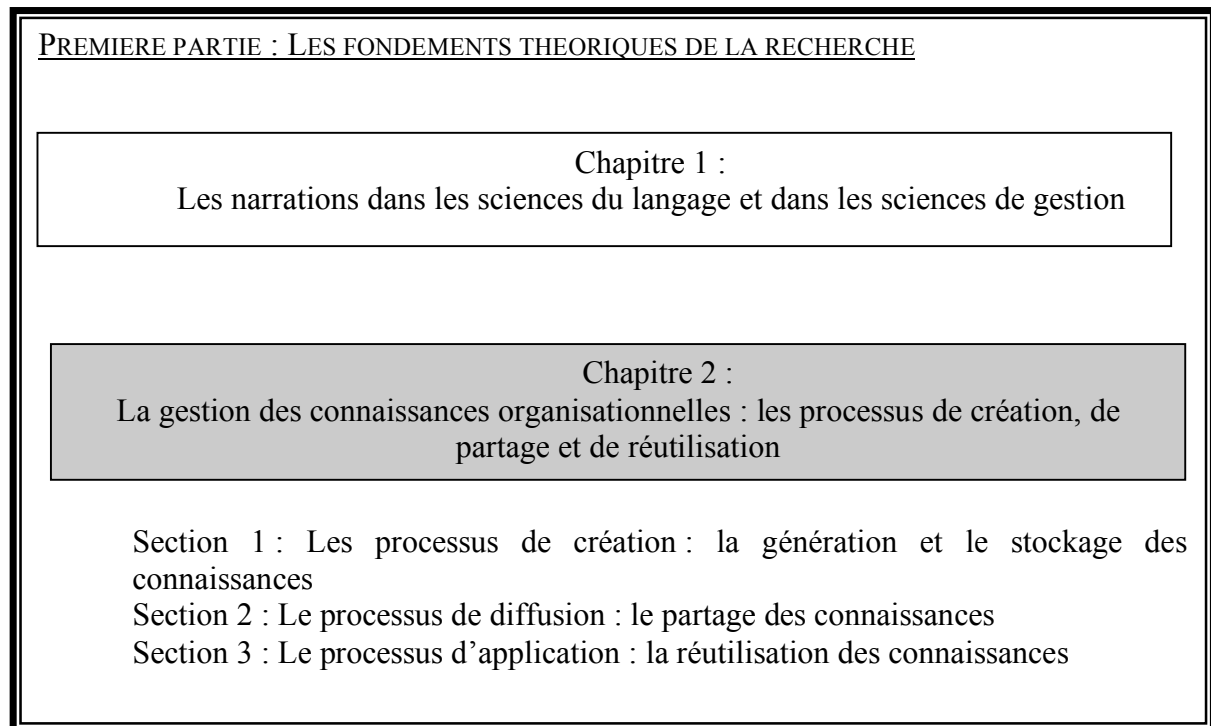 PREMIERE PARTIE : LES FONDEMENTS THEORIQUES DE LA RECHERCHE
Chapitre 1 :
Les narrations dans les sciences du langage et dans les sciences de gestion
Chapitre 2 :
La gestion des connaissances organisationnelles : les processus de création, de
partage et de réutilisation
Section 1 : Les processus de création : la génération et le stockage des
connaissances
Section 2 : Le processus de diffusion : le partage des connaissances
Section 3 : Le processus d’application : la réutilisation des connaissances